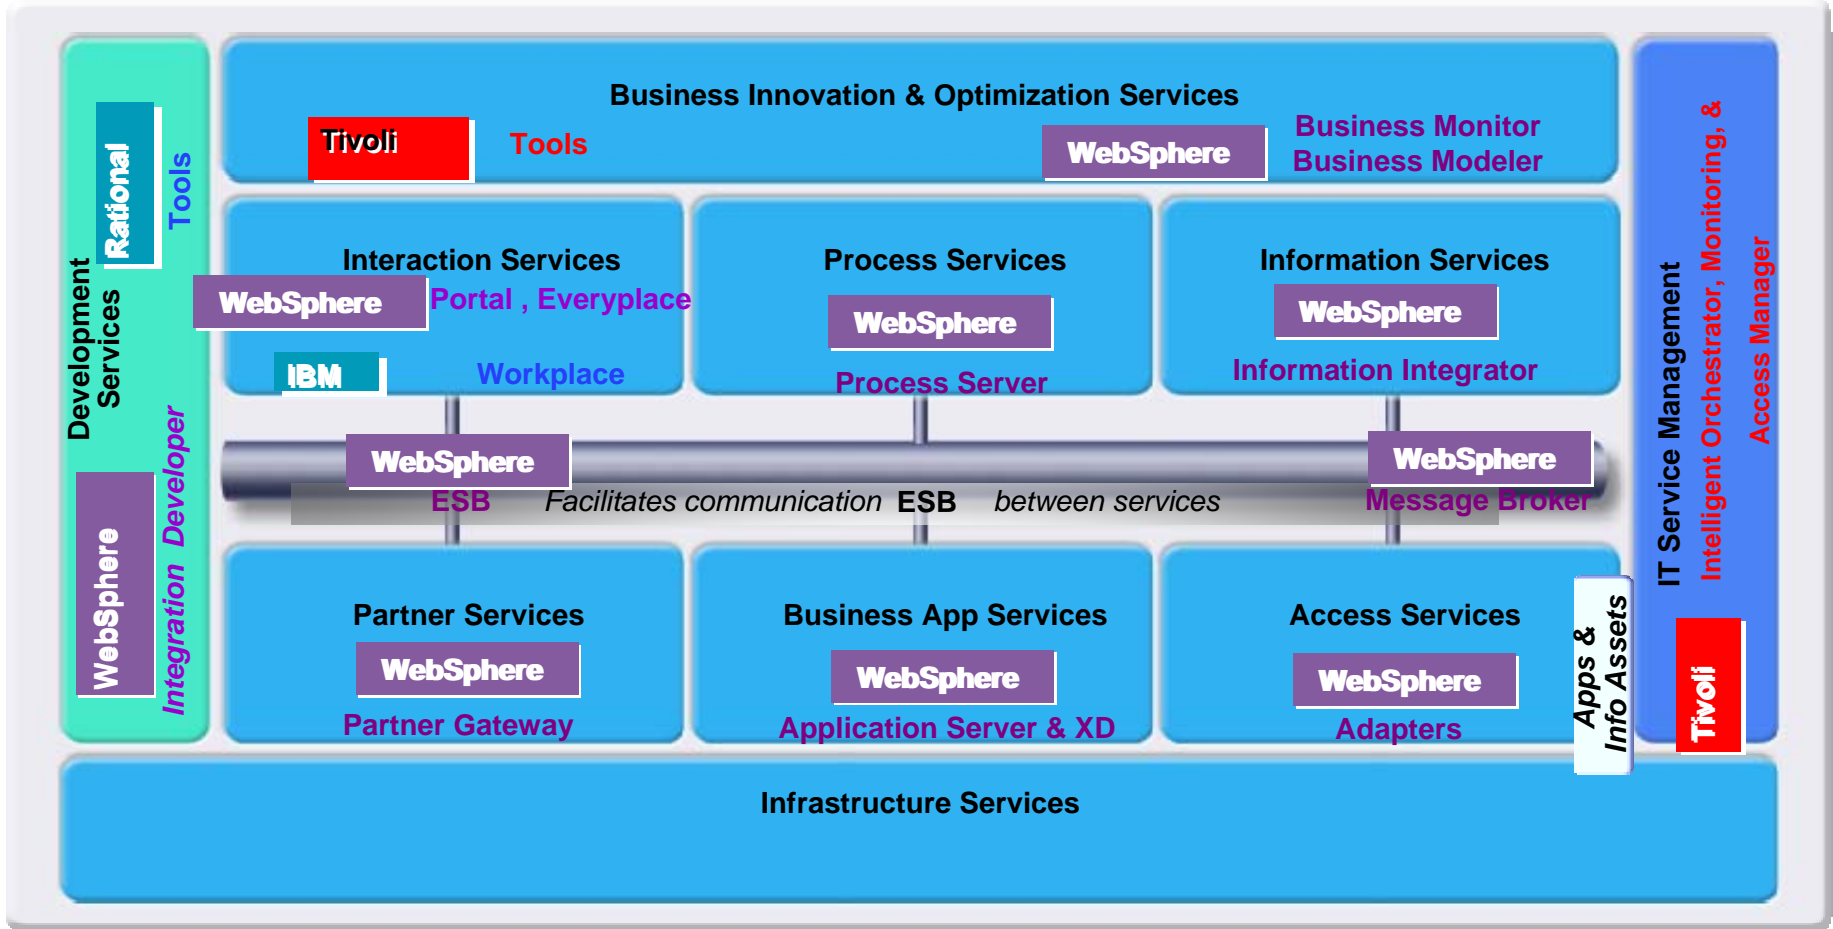 Business Innovation & Optimization Services
Tivoli
Tools
WebSphere
Business Monitor
Business Modeler
Rational
Tools
Development
Services
WebSphere
Integration Developer
Interaction Services
WebSphere
Portal , Everyplace
IBM
Workplace
Process Services
WebSphere
Process Server
Information Services
WebSphere
Information Integrator
WebSphere
ESB
Facilitates communication ESB between services
WebSphere
Message Broker
Partner Services
WebSphere
Partner Gateway
Business App Services
WebSphere
Application Server & XD
Access Services
WebSphere
Adapters
Apps &
Info Assets
IT Service Management
Intelligent Orchestrator, Monitoring, &
Access Manager
Tivoli
Infrastructure Services